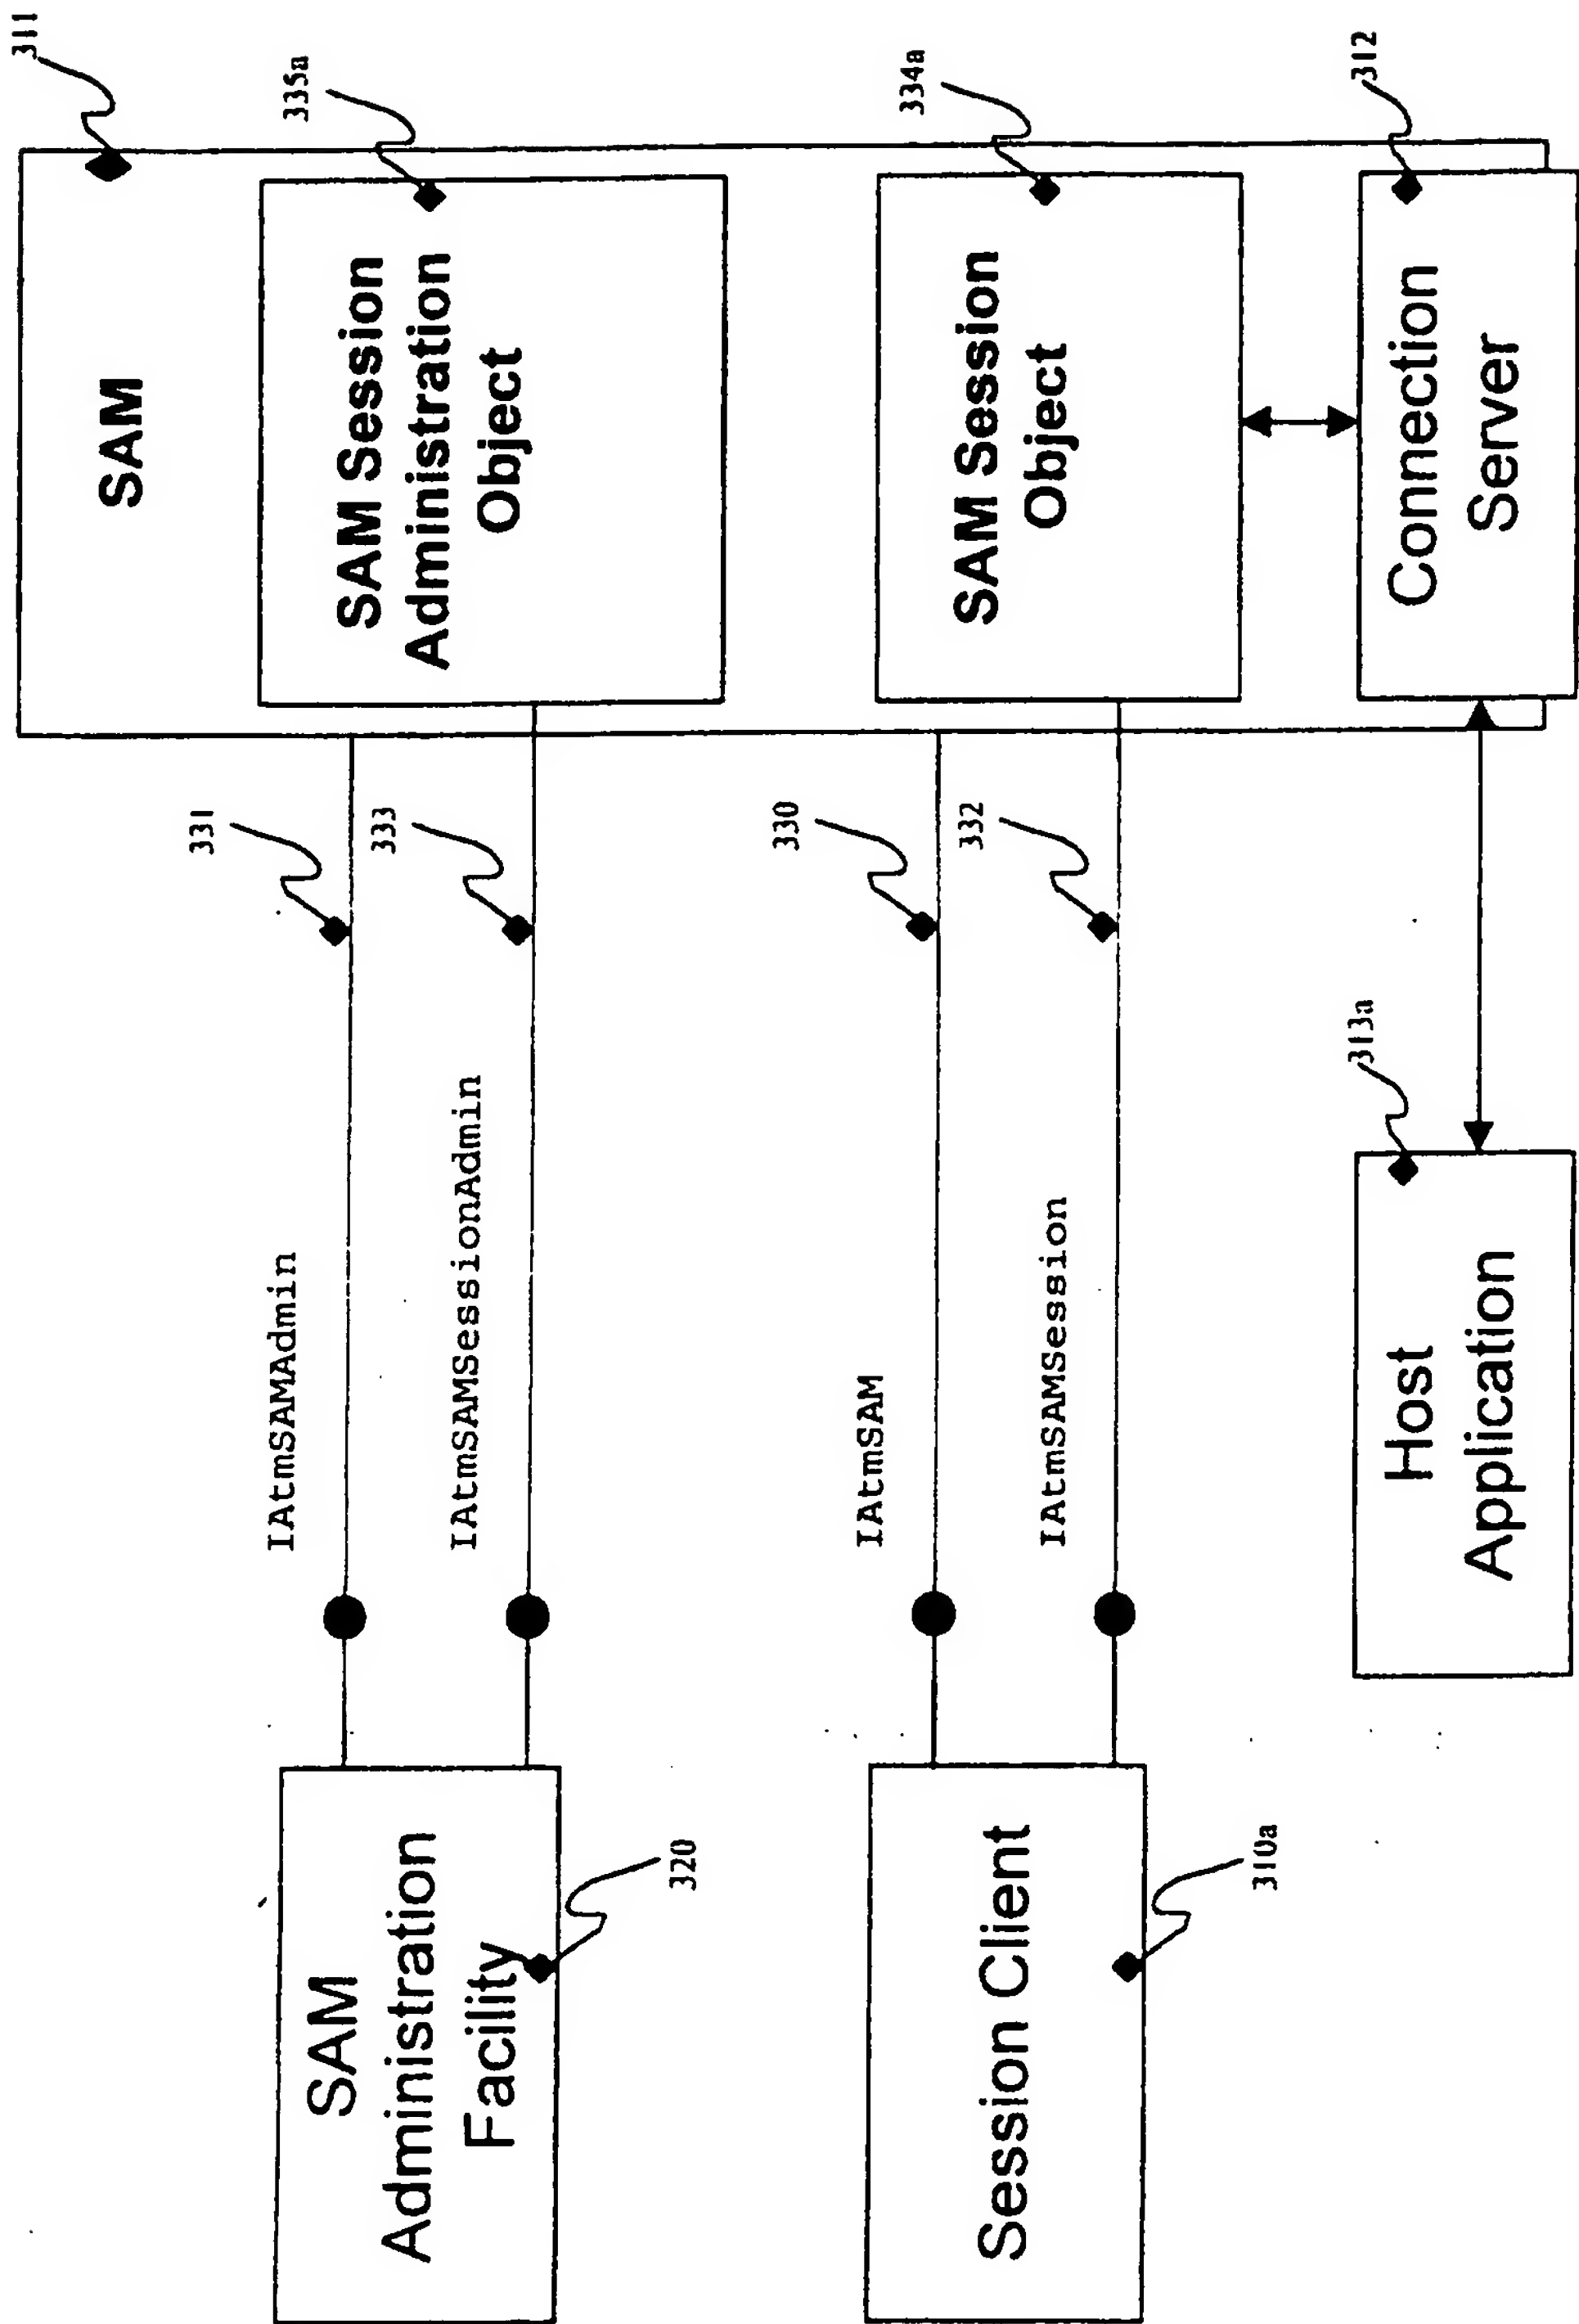 SAM
Administration
Facility
320
IAtmSAMAdmin
331
IAtmSAMSessionAdmin
333
SAM
311
SAM Session
Administration
Object
335a
Session Client
310a
IAtmSAM
330
IAtmSAMSession
332
SAM Session
Object
334a
Host
Application
313a
Connection
Server
312